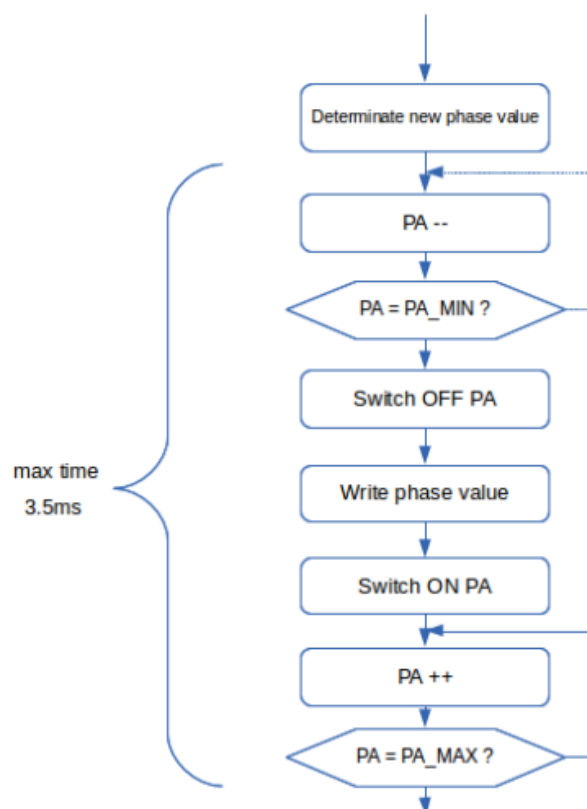 Determinate new phase value
PA --
PA = PA_MIN ?
Switch OFF PA
max time
3.5ms
Write phase value
Switch ON PA
PA ++
PA = PA_MAX ?